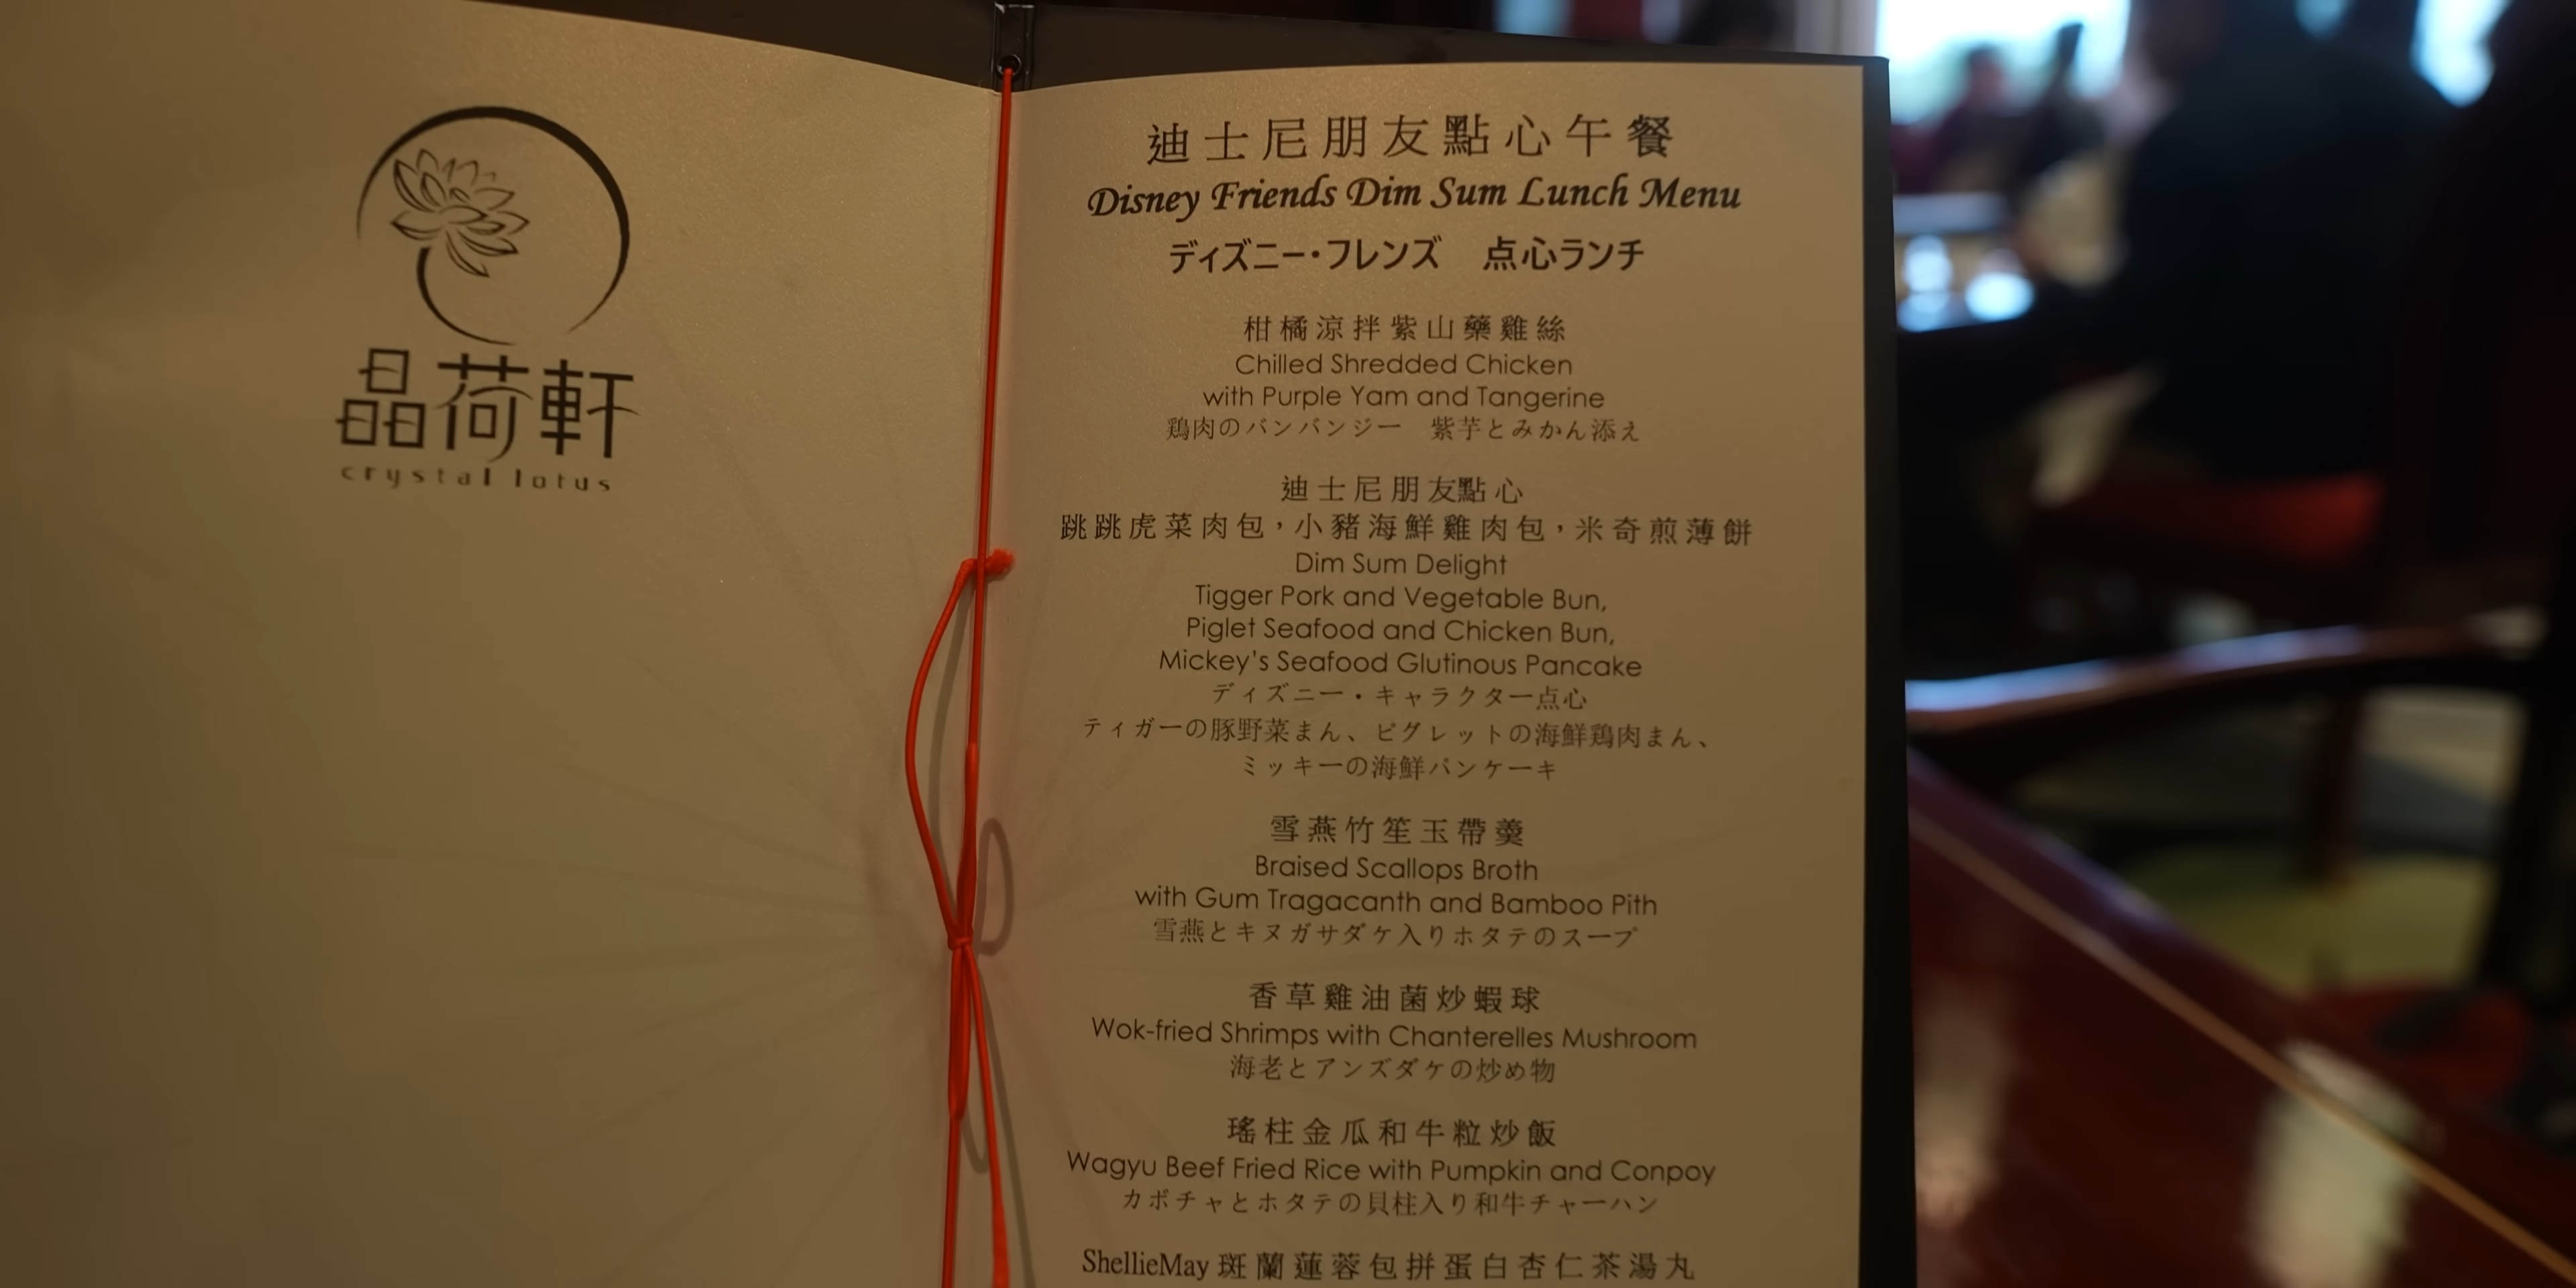 晶荷軒
crystal lotus
迪士尼朋友點心午餐
Disney Friends Dim Sum Lunch Menu
ディズニー・フレンズ　点心ランチ
柑橘涼拌紫山藥雞絲
Chilled Shredded Chicken
with Purple Yam and Tangerine
鶏肉のバンバンジー　紫芋とみかん添え
迪士尼朋友點心
跳跳虎菜肉包，小豬海鮮雞肉包，米奇煎薄餅
Dim Sum Delight
Tigger Pork and Vegetable Bun,
Piglet Seafood and Chicken Bun,
Mickey's Seafood Glutinous Pancake
ディズニー・キャラクター点心
ティガーの豚野菜まん、ピグレットの海鮮鶏肉まん、
ミッキーの海鮮パンケーキ
雪燕竹笙玉帶羹
Braised Scallops Broth
with Gum Tragacanth and Bamboo Pith
雪燕とキヌガサダケ入りホタテのスープ
香草雞油菌炒蝦球
Wok-fried Shrimps with Chanterelles Mushroom
海老とアンズダケの炒め物
瑤柱金瓜和牛粒炒飯
Wagyu Beef Fried Rice with Pumpkin and Conpoy
カボチャとホタテの貝柱入り和牛チャーハン
ShellieMay 斑蘭蓮蓉包拼蛋白杏仁茶湯丸